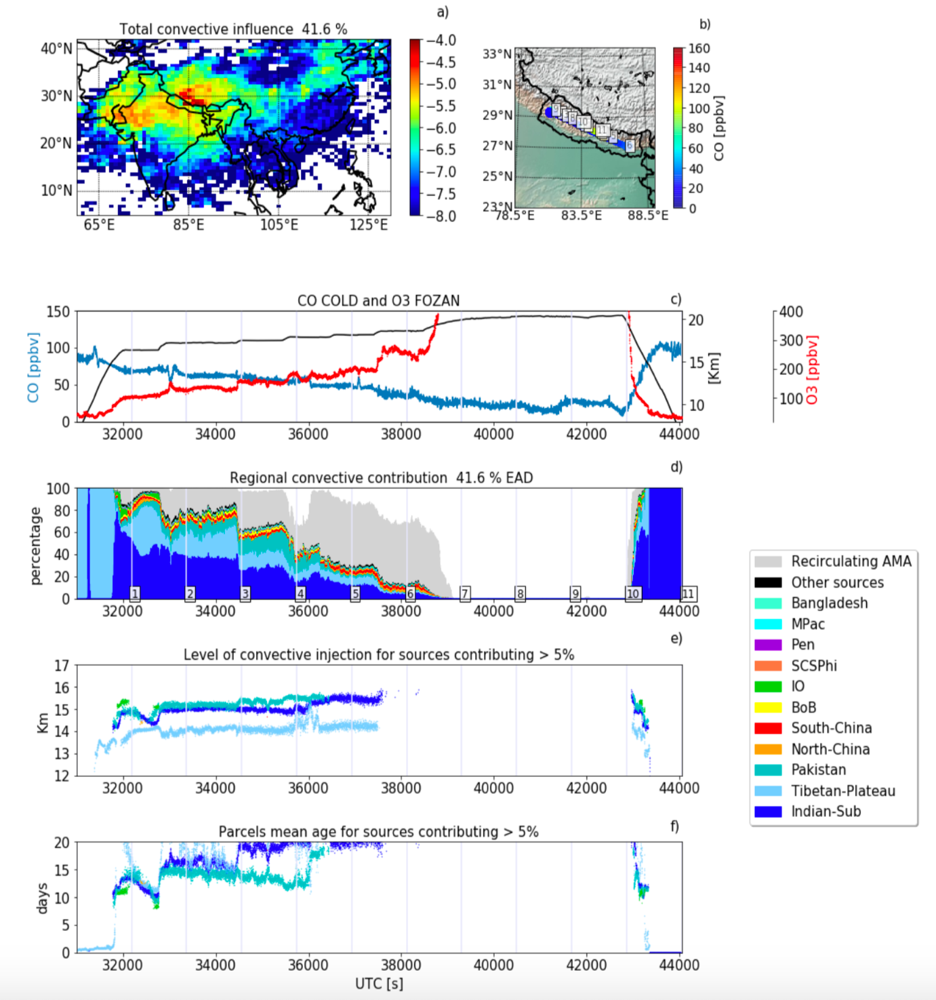 a)
Total convective influence  41.6 %
40°N
30°N
20°N
10°N
65°E 85°E 105°E 125°E
−4.0
−4.5
−5.0
−5.5
−6.0
−6.5
−7.0
−7.5
−8.0
b)
33°N
31°N
29°N
27°N
25°N
23°N
78.5°E 83.5°E 88.5°E
9
8
10
11
5
6
160
140
120
100
80
60
40
20
0
CO [ppbv]
CO COLD and O3 FOZAN
c)
150
100
50
0
CO [ppbv]
20
15
10
[Km]
400
300
200
100
O3 [ppbv]
32000 34000 36000 38000 40000 42000 44000
d)
Regional convective contribution  41.6 % EAD
100
80
60
40
20
0
percentage
1 2 3 4 5 6 7 8 9 10 11
32000 34000 36000 38000 40000 42000 44000
e)
Level of convective injection for sources contributing > 5%
17
16
15
14
13
12
Km
32000 34000 36000 38000 40000 42000 44000
f)
Parcels mean age for sources contributing > 5%
20
15
10
5
0
days
32000 34000 36000 38000 40000 42000 44000
UTC [s]
Recirculating AMA
Other sources
Bangladesh
MPac
Pen
SCSPhi
IO
BoB
South-China
North-China
Pakistan
Tibetan-Plateau
Indian-Sub